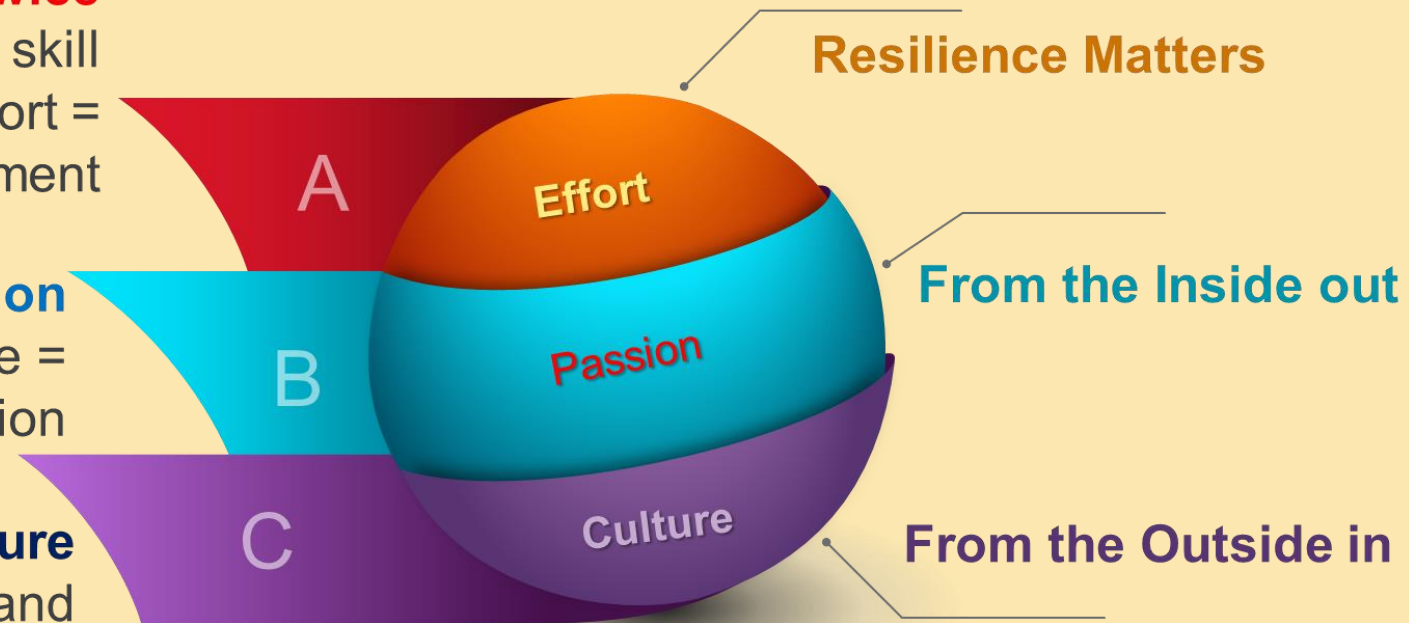 skill
ort =
ment
on
e =
ion
ure
and
A
B
C
Effort
Passion
Culture
Resilience Matters
From the Inside out
From the Outside in